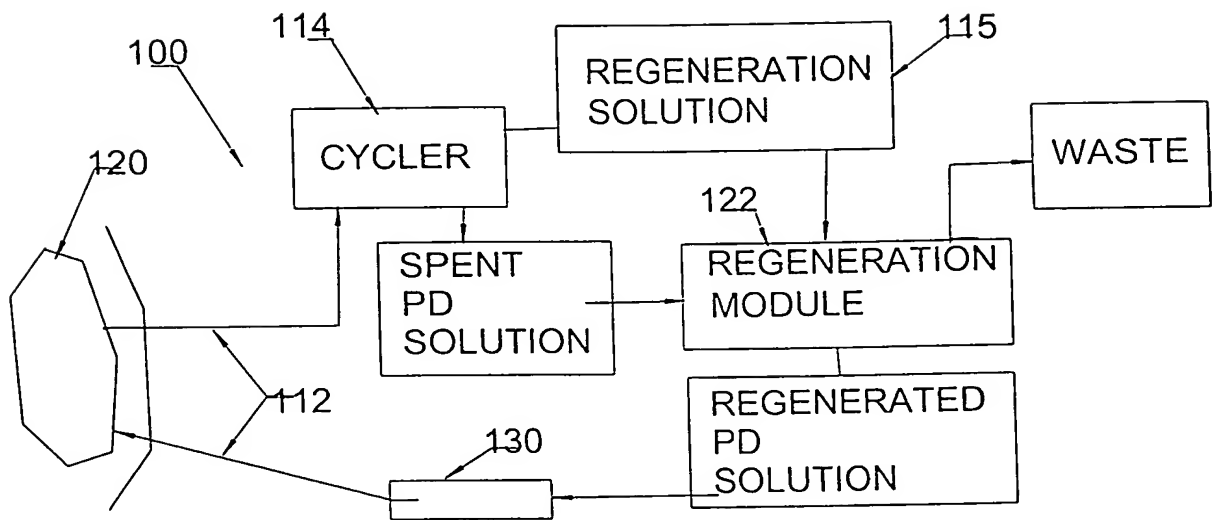 114
115
100
REGENERATION
SOLUTION
120
CYCLER
WASTE
122
SPENT
PD
SOLUTION
REGENERATION
MODULE
112
REGENERATED
PD
SOLUTION
130